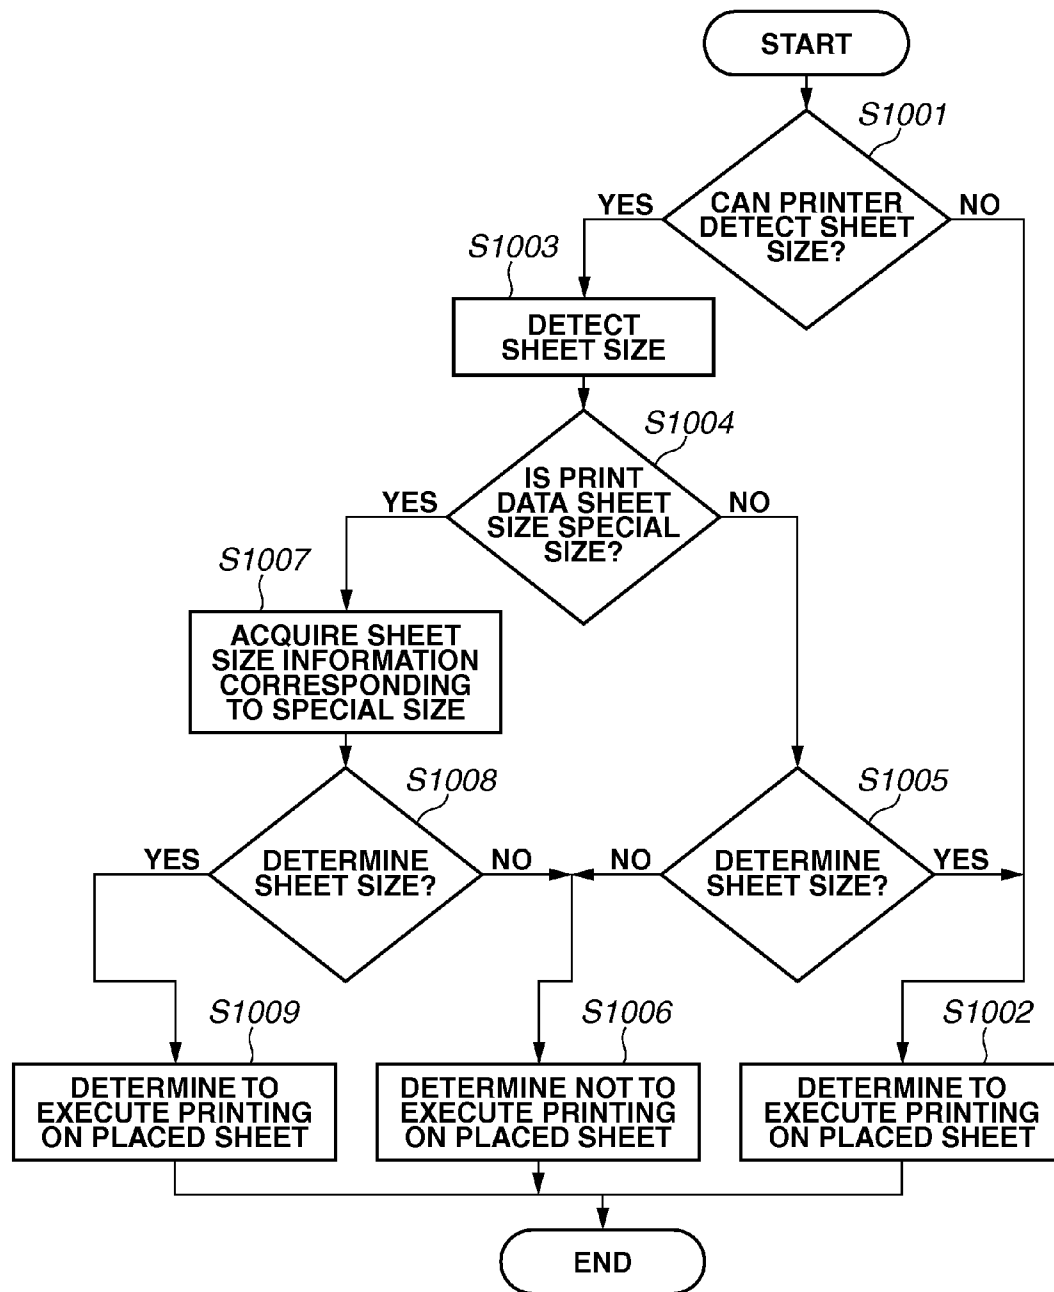 START
S1001
CAN PRINTER
DETECT SHEET
SIZE?
YES
NO
S1003
DETECT
SHEET SIZE
S1004
IS PRINT
DATA SHEET
SIZE SPECIAL
SIZE?
YES
NO
S1007
ACQUIRE SHEET
SIZE INFORMATION
CORRESPONDING
TO SPECIAL SIZE
S1008
DETERMINE
SHEET SIZE?
YES
NO
S1005
DETERMINE
SHEET SIZE?
NO
YES
S1009
DETERMINE TO
EXECUTE PRINTING
ON PLACED SHEET
S1006
DETERMINE NOT TO
EXECUTE PRINTING
ON PLACED SHEET
S1002
DETERMINE TO
EXECUTE PRINTING
ON PLACED SHEET
END